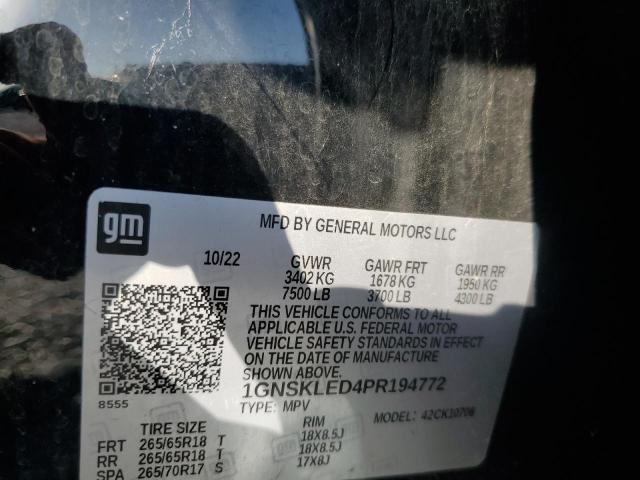 gm
MFD BY GENERAL MOTORS LLC
10/22 GVWR GAWR FRT GAWR RR
3402 KG 1678 KG 1950 KG
7500 LB 3700 LB 4300 LB
THIS VEHICLE CONFORMS TO ALL
APPLICABLE U.S. FEDERAL MOTOR
VEHICLE SAFETY STANDARDS IN EFFECT
ON THE DATE OF MANUFACTURE
SHOWN ABOVE.
1GNSKLED4PR194772
8555 TYPE: MPV MODEL: 42CK10706
TIRE SIZE RIM
FRT 265/65R18 T 18X8.5J
RR 265/65R18 T 18X8.5J
SPA 265/70R17 S 17X8J